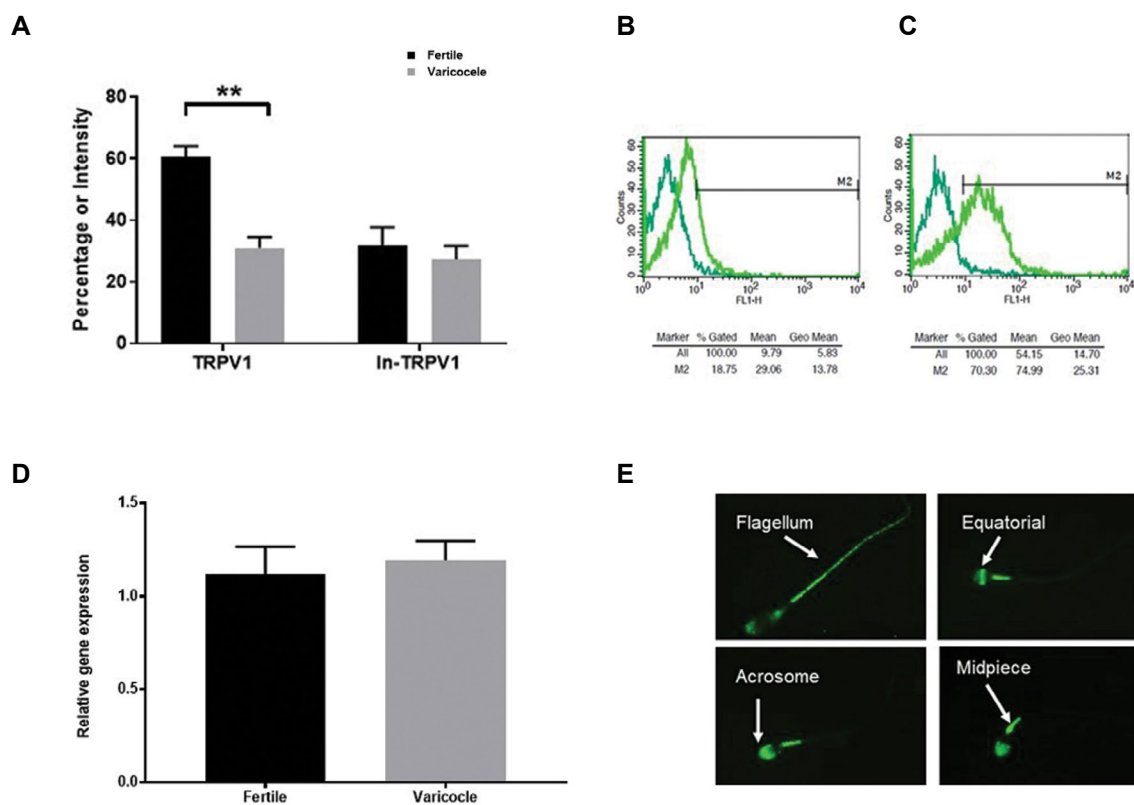 A
Fertile
Varicocele
**
Percentage or Intensity
80
60
40
20
0
TRPV1
In-TRPV1
B
Counts
60
50
40
30
20
10
0
M2
10⁰
10¹
10²
10³
10⁴
FL1-H
Marker % Gated Mean Geo Mean
All 100.00 9.79 5.83
M2 18.75 29.06 13.78
C
Counts
60
50
40
30
20
10
0
M2
10⁰
10¹
10²
10³
10⁴
FL1-H
Marker % Gated Mean Geo Mean
All 100.00 54.15 14.70
M2 70.30 74.99 25.31
D
Relative gene expression
1.5
1.0
0.5
0.0
Fertile
Varicocle
E
Flagellum
Equatorial
Acrosome
Midpiece